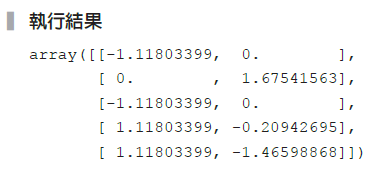 執行結果
array([[-1.11803399,  0.        ],
       [ 0.        ,  1.67541563],
       [-1.11803399,  0.        ],
       [ 1.11803399, -0.20942695],
       [ 1.11803399, -1.46598868]])